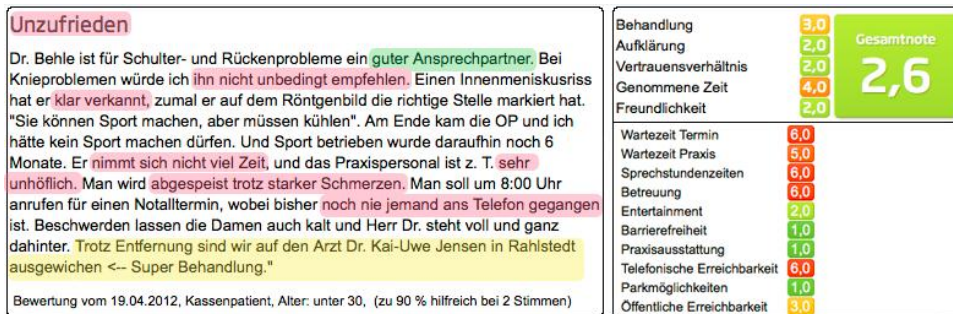 Unzufrieden
Dr. Behle ist für Schulter- und Rückenprobleme ein guter Ansprechpartner. Bei
Knieproblemen würde ich ihn nicht unbedingt empfehlen. Einen Innenmeniskusriss
hat er klar verkannt, zumal er auf dem Röntgenbild die richtige Stelle markiert hat.
"Sie können Sport machen, aber müssen kühlen". Am Ende kam die OP und ich
hätte kein Sport machen dürfen. Und Sport betrieben wurde daraufhin noch 6
Monate. Er nimmt sich nicht viel Zeit, und das Praxispersonal ist z. T. sehr
unhöflich. Man wird abgespeist trotz starker Schmerzen. Man soll um 8:00 Uhr
anrufen für einen Notalltermin, wobei bisher noch nie jemand ans Telefon gegangen
ist. Beschwerden lassen die Damen auch kalt und Herr Dr. steht voll und ganz
dahinter. Trotz Entfernung sind wir auf den Arzt Dr. Kai-Uwe Jensen in Rahlstedt
ausgewichen <-- Super Behandlung."
Bewertung vom 19.04.2012, Kassenpatient, Alter: unter 30, (zu 90 % hilfreich bei 2 Stimmen)
Behandlung 3,0
Aufklärung 2,0
Vertrauensverhältnis 2,0
Genommene Zeit 4,0
Freundlichkeit 2,0
Gesamtnote
2,6
Wartezeit Termin 6,0
Wartezeit Praxis 5,0
Sprechstundenzeiten 6,0
Betreuung 6,0
Entertainment 2,0
Barrierefreiheit 1,0
Praxisausstattung 1,0
Telefonische Erreichbarkeit 6,0
Parkmöglichkeiten 1,0
Öffentliche Erreichbarkeit 3,0